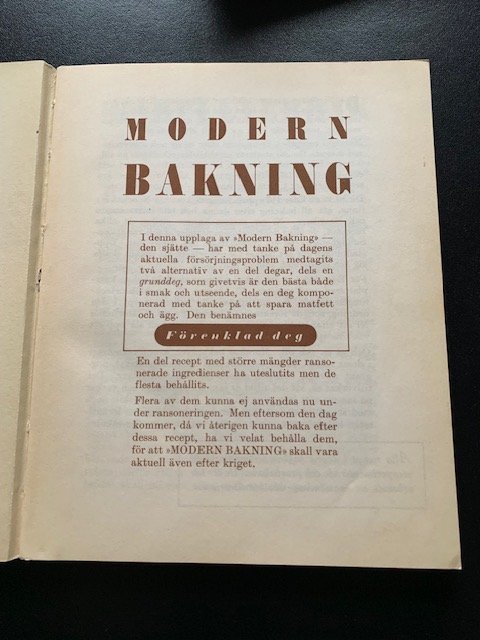 MODERN
BAKNING
I denna upplaga av »Modern Bakning» —
den sjätte — har med tanke på dagens
aktuella försörjningsproblem medtagits
två alternativ av en del degar, dels en
grunddeg, som givetvis är den bästa både
i smak och utseende, dels en deg kompo-
nerad med tanke på att spara matfett
och ägg. Den benämnes
Förenklad deg
En del recept med större mängder ranso-
nerade ingredienser ha uteslutits men de
flesta behållits.
Flera av dem kunna ej användas nu un-
der ransoneringen. Men eftersom den dag
kommer, då vi återigen kunna baka efter
dessa recept, ha vi velat behålla dem,
för att »MODERN BAKNING» skall vara
aktuell även efter kriget.